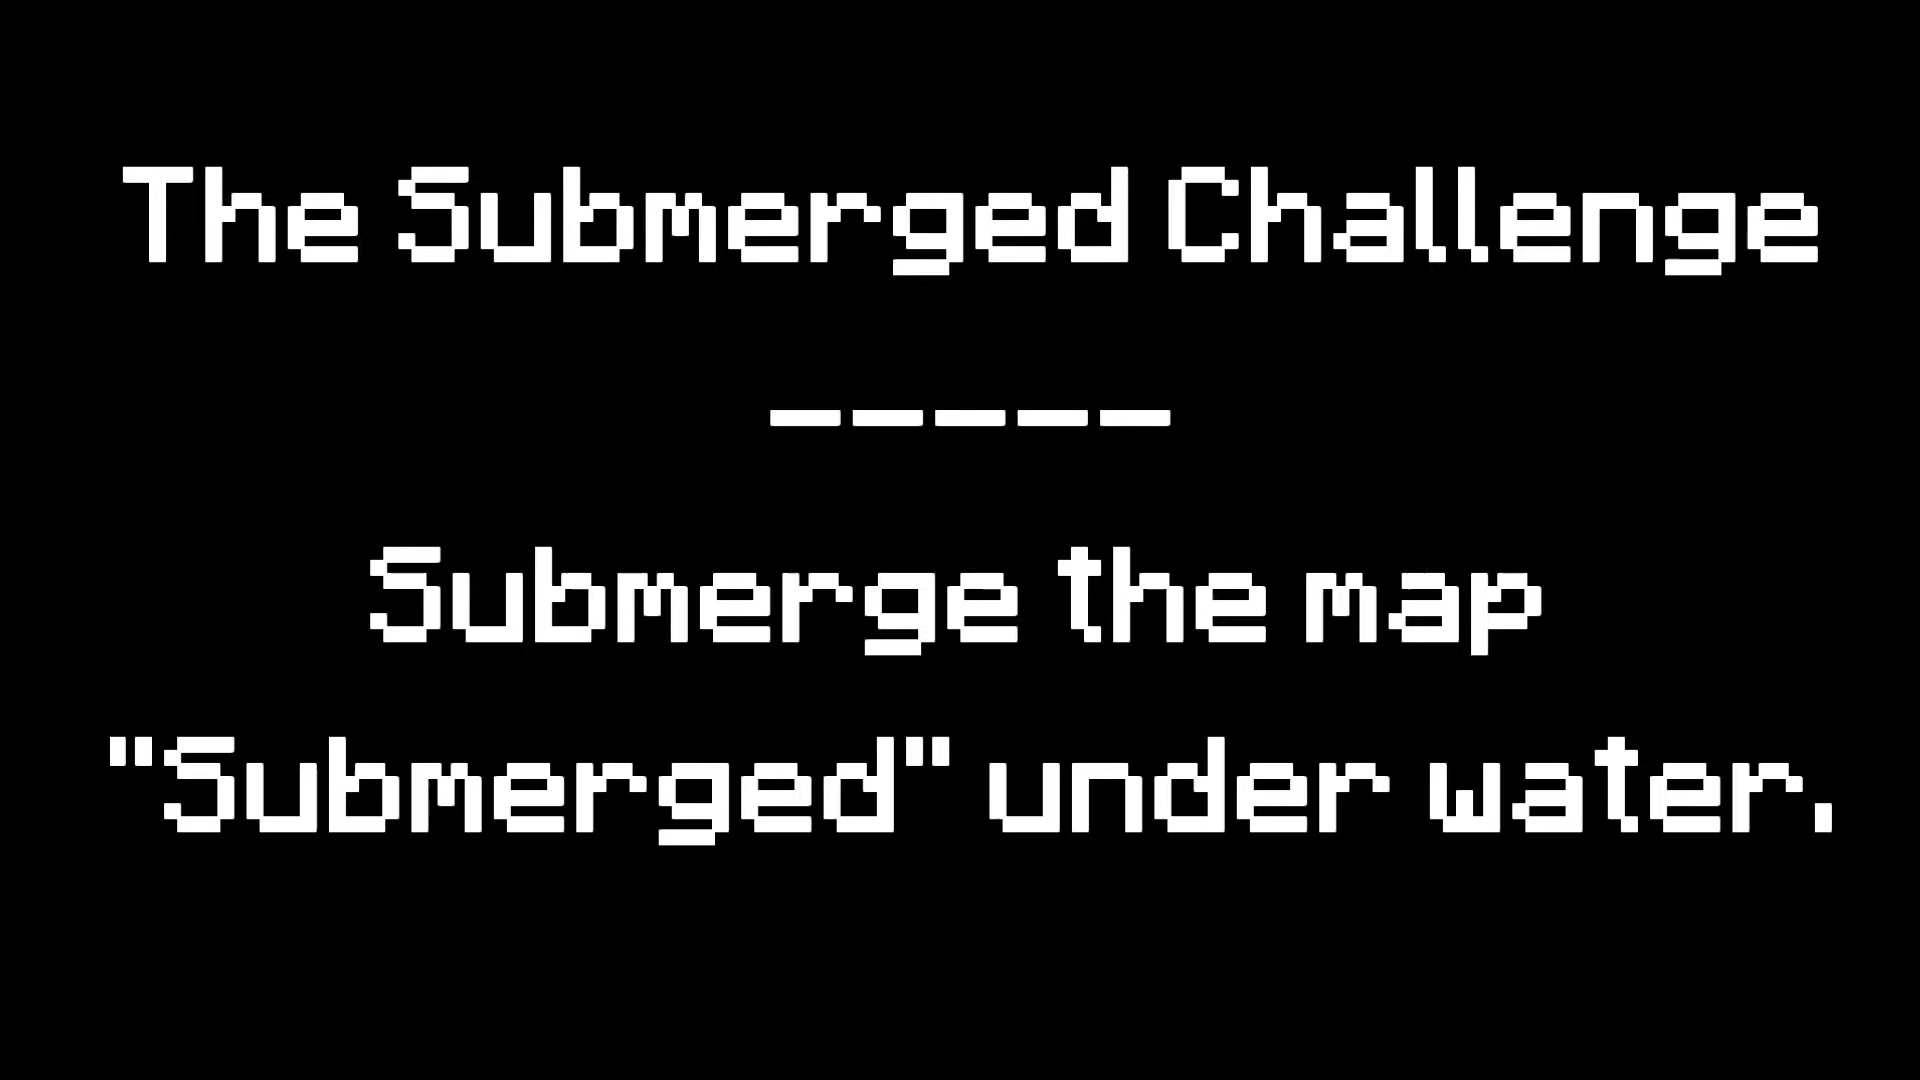 The Submerged Challenge
-----
Submerge the map
"Submerged" under water.